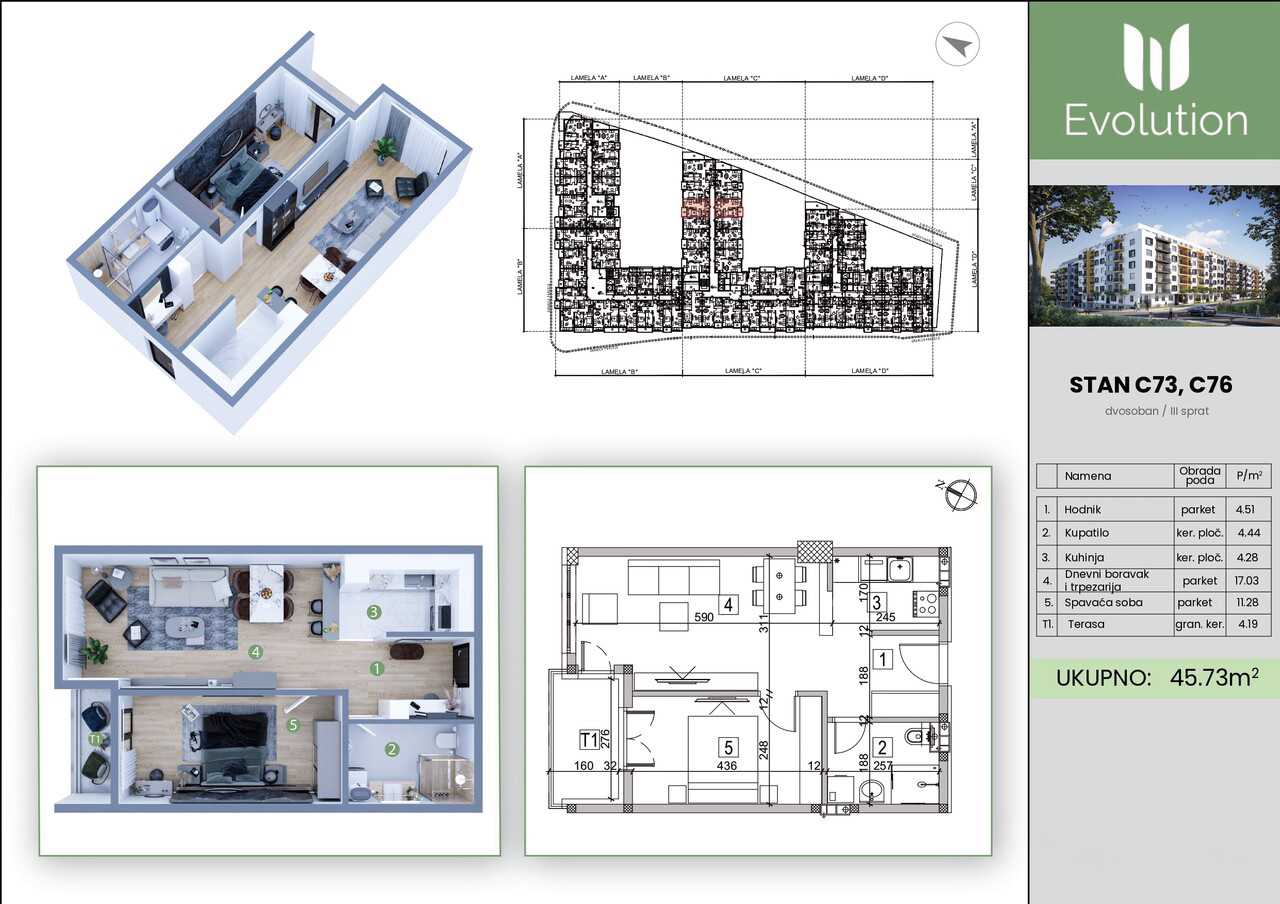 LAMELA "A" LAMELA "B" LAMELA "C" LAMELA "D"
LAMELA "A"
LAMELA "B"
LAMELA "A"
LAMELA "C"
LAMELA "D"
LAMELA "B" LAMELA "C" LAMELA "D"
Evolution
STAN C73, C76
dvosoban / III sprat
Namena Obrada poda P/m²
1. Hodnik parket 4.51
2. Kupatilo ker. ploč. 4.44
3. Kuhinja ker. ploč. 4.28
4. Dnevni boravak i trpezarija parket 17.03
5. Spavaća soba parket 11.28
T1. Terasa gran. ker. 4.19
UKUPNO: 45.73m²
3
4
1
5
T1
2
N
4
590
311
170
3
245
12
1
188
12
12
T1
276
160
32
5
436
248
12
188
2
257